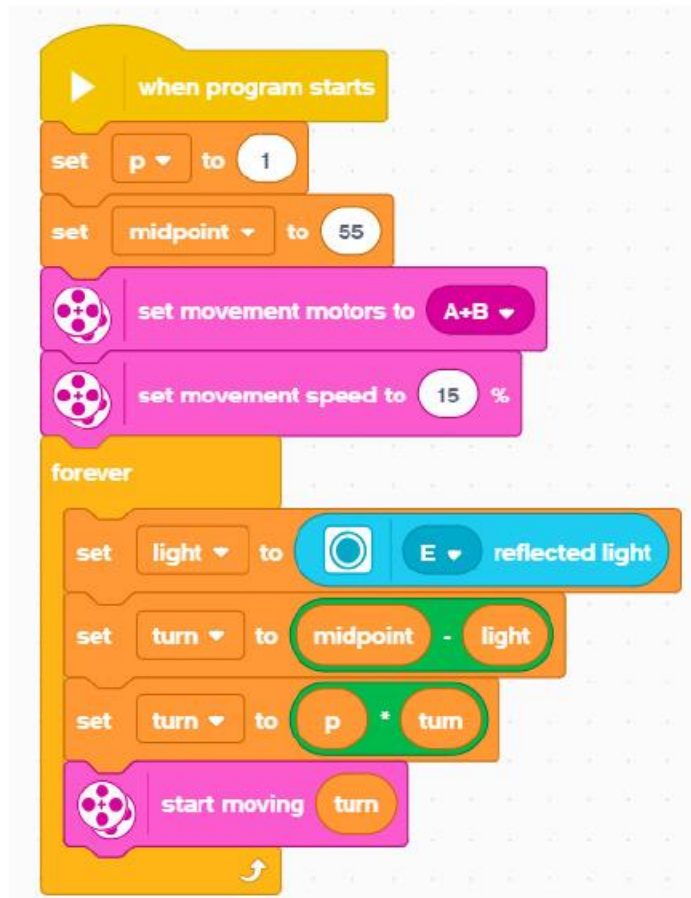 when program starts
set p to 1
set midpoint to 55
set movement motors to A+B
set movement speed to 15 %
forever
set light to E reflected light
set turn to midpoint - light
set turn to p * turn
start moving turn